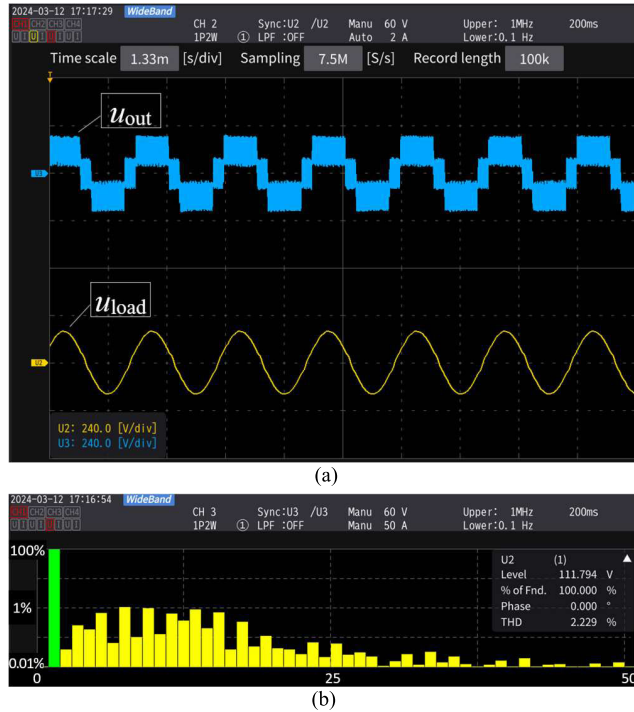 2024-03-12 17:17:29 WideBand
CH1 CH2 CH3 CH4 CH 2 Sync:U2 /U2 Manu 60 V Upper: 1MHz 200ms
U I U I U I U I 1P2W ① LPF :OFF Auto 2 A Lower:0.1 Hz
Time scale 1.33m [s/div] Sampling 7.5M [S/s] Record length 100k
T
uout
U3
uload
U2
U2: 240.0 [V/div]
U3: 240.0 [V/div]
(a)
2024-03-12 17:16:54 WideBand
CH1 CH2 CH3 CH4 CH 3 Sync:U3 /U3 Manu 60 V Upper: 1MHz 200ms
U I U I U I U I 1P2W ① LPF :OFF Manu 50 A Lower:0.1 Hz
100%
U2 (1) ▲
Level 111.794 V
% of Fnd. 100.000 %
1%
Phase 0.000 °
THD 2.229 %
0.01%
0 25 50
(b)